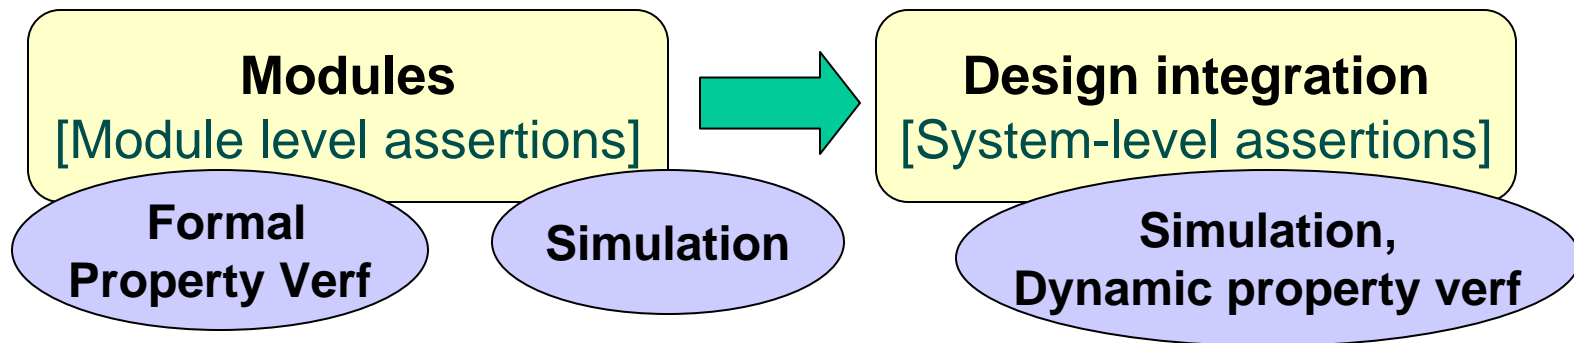 Modules
[Module level assertions]
Formal
Property Verf
Simulation
Design integration
[System-level assertions]
Simulation,
Dynamic property verf